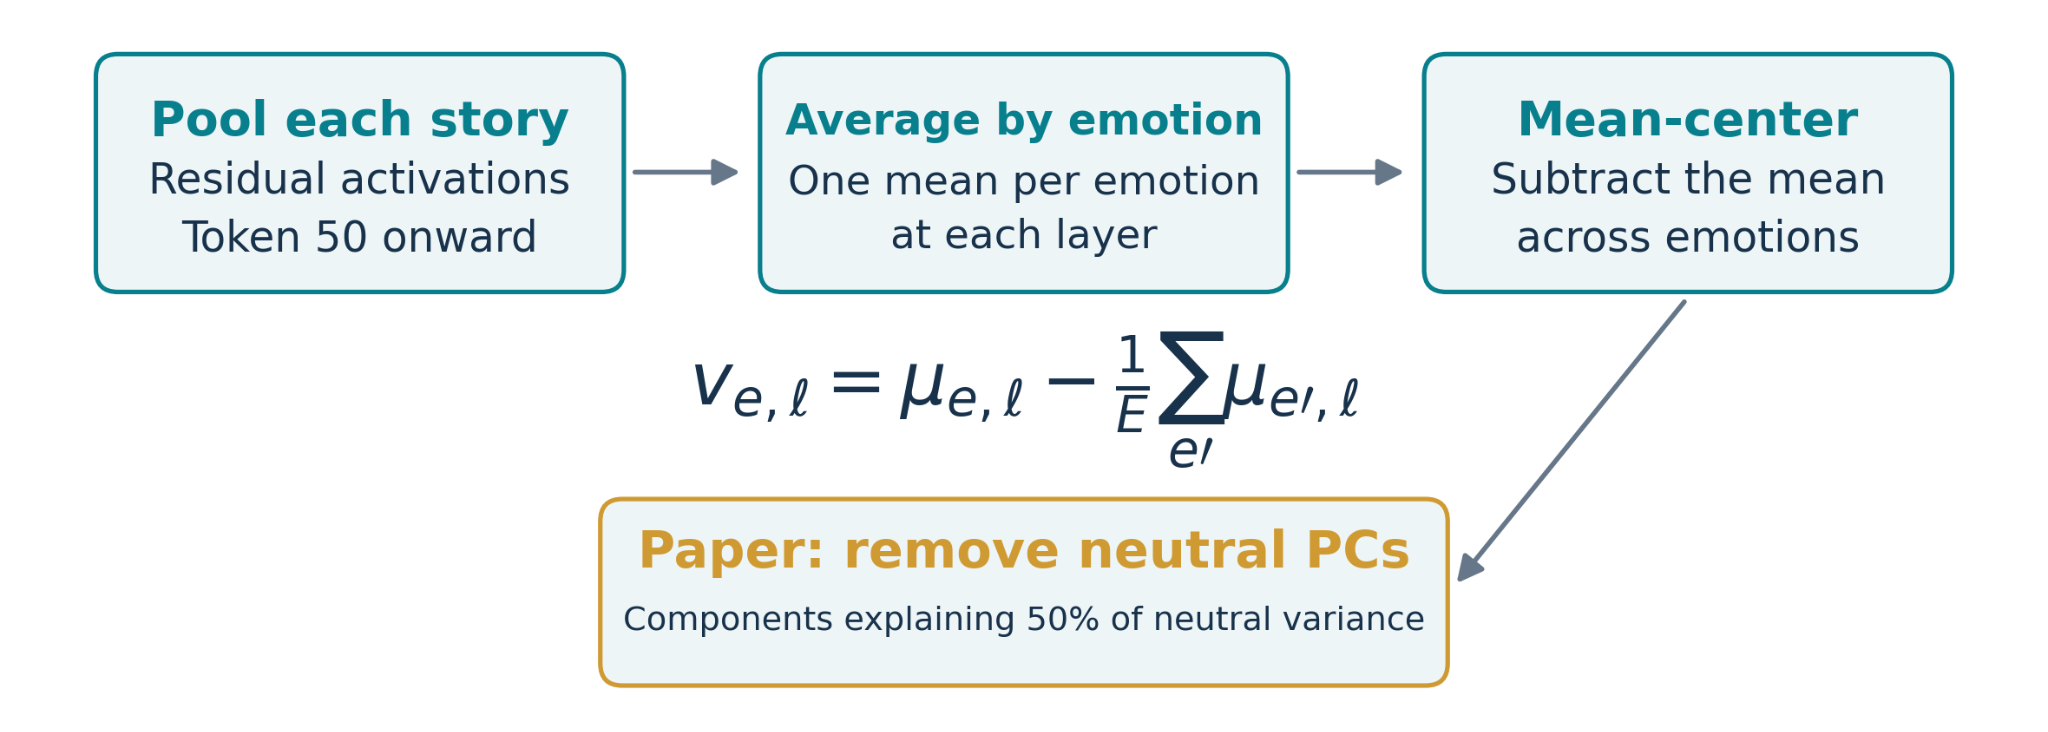 Pool each story
Residual activations
Token 50 onward
Average by emotion
One mean per emotion
at each layer
Mean-center
Subtract the mean
across emotions
v_{e,ℓ} = μ_{e,ℓ} − \frac{1}{E} \sum_{e′} μ_{e′,ℓ}
Paper: remove neutral PCs
Components explaining 50% of neutral variance